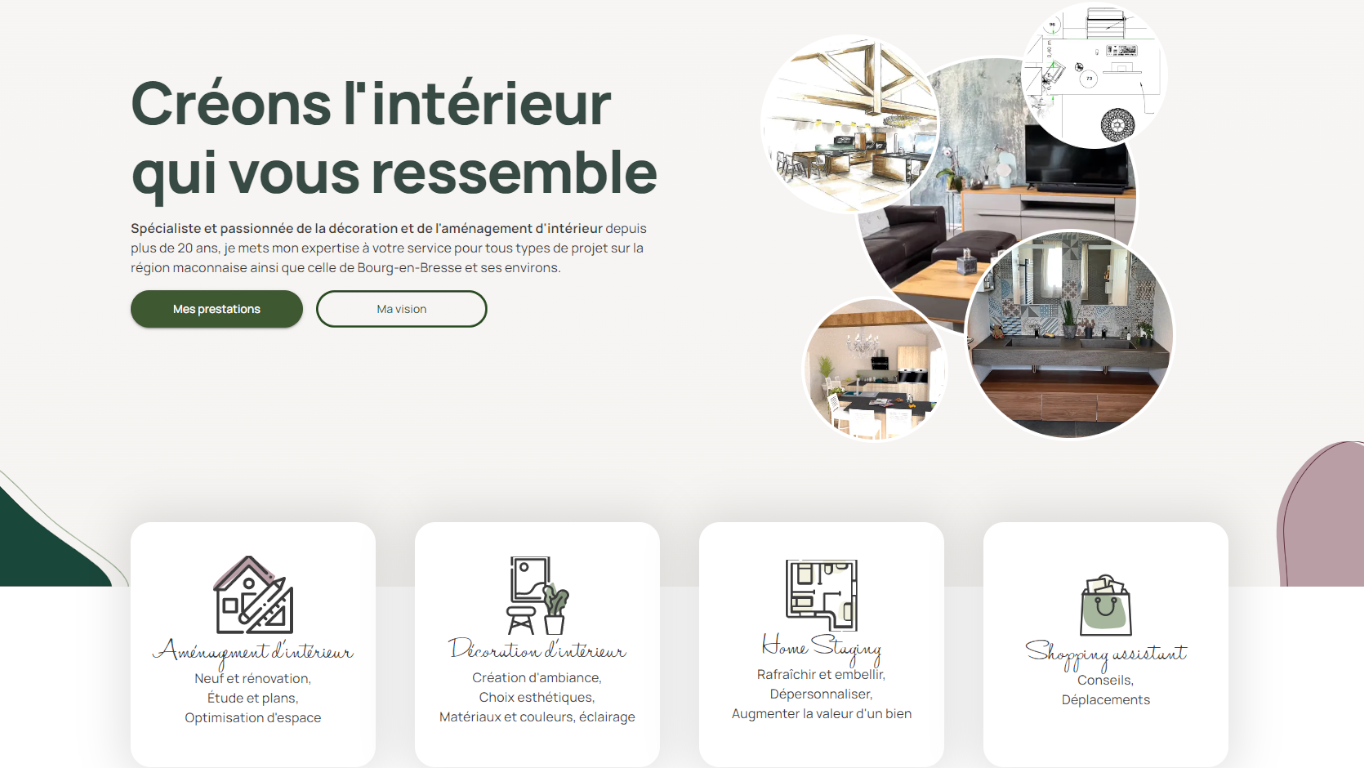 Créons l'intérieur
qui vous ressemble
Spécialiste et passionnée de la décoration et de l'aménagement d'intérieur depuis
plus de 20 ans, je mets mon expertise à votre service pour tous types de projet sur la
région maconnaise ainsi que celle de Bourg-en-Bresse et ses environs.
Mes prestations
Ma vision
Aménagement d'intérieur
Neuf et rénovation,
Étude et plans,
Optimisation d'espace
Décoration d'intérieur
Création d'ambiance,
Choix esthétiques,
Matériaux et couleurs, éclairage
Home Staging
Rafraîchir et embellir,
Dépersonnaliser,
Augmenter la valeur d'un bien
Shopping assistant
Conseils,
Déplacements